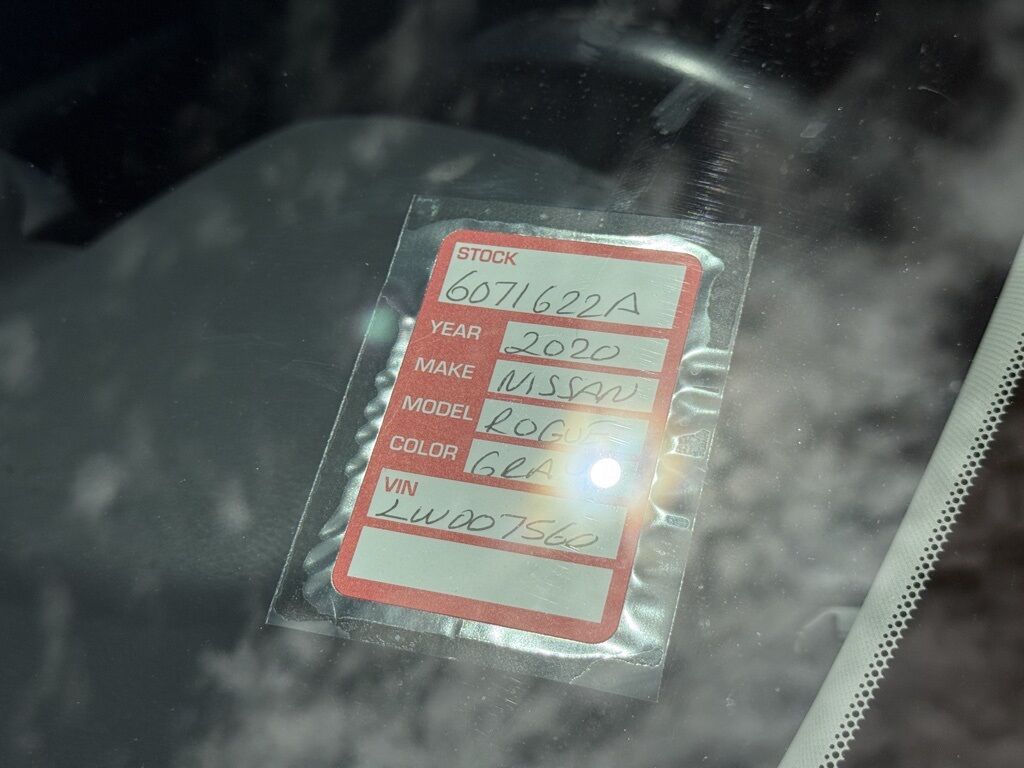 STOCK
6071622A
YEAR 2020
MAKE NISSAN
MODEL ROGUE
COLOR
VIN
LW007560